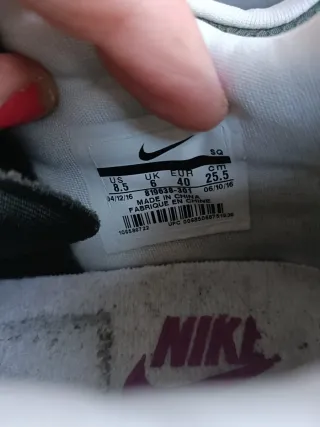 SQ
US UK EUR cm
8.5 6 40 25.5
04/12/16 06/10/16
MADE IN CHINA
FABRIQUE EN CHINE
NIKE